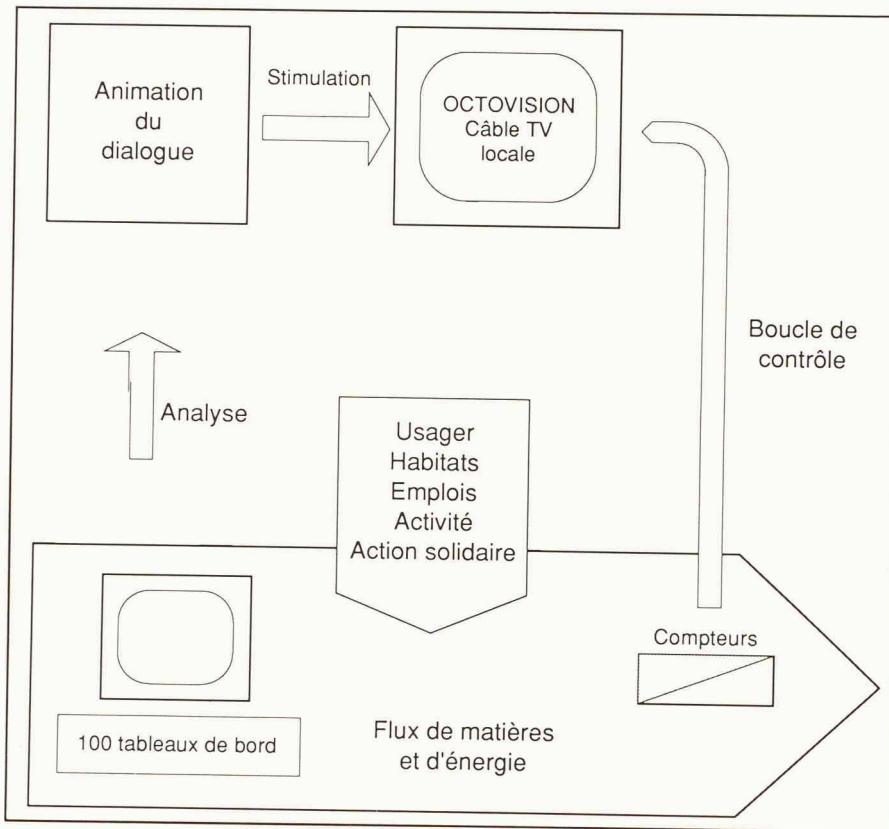 Animation
du
dialogue
Stimulation
OCTOVISION
Câble TV
locale
Boucle de
contrôle
Analyse
Usager
Habitats
Emplois
Activité
Action solidaire
Compteurs
100 tableaux de bord
Flux de matières
et d'énergie